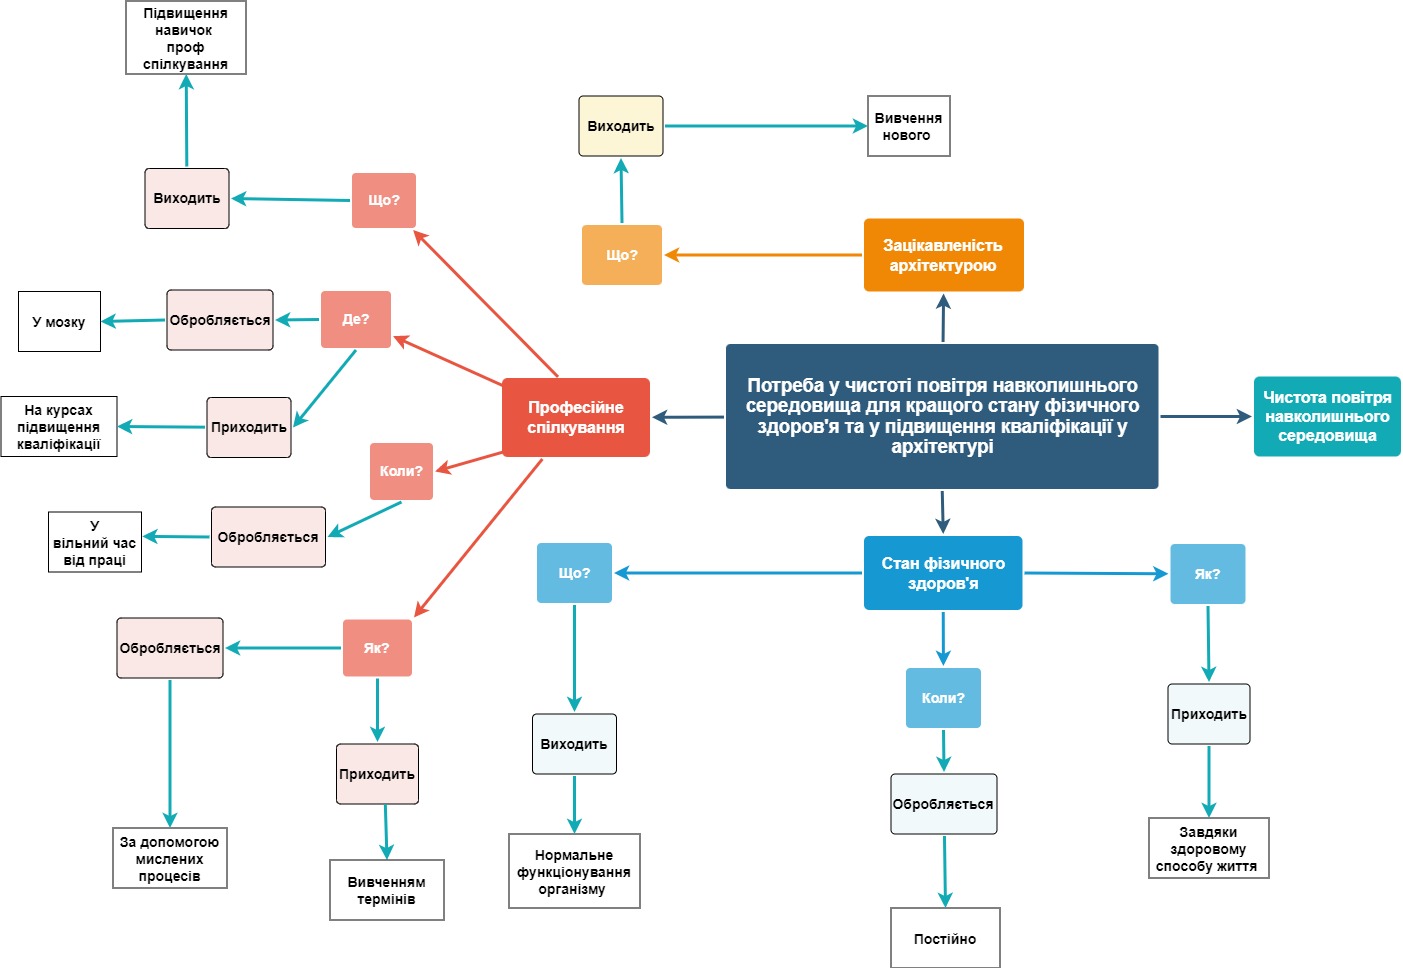 Підвищення
навичок
проф
спілкування
Виходить
Вивчення
нового
Виходить
Що?
Що?
Зацікавленість
архітектурою
У мозку
Обробляється
Де?
Потреба у чистоті повітря навколишнього
середовища для кращого стану фізичного
здоров'я та у підвищення кваліфікації у
архітектурі
Професійне
спілкування
Чистота повітря
навколишнього
середовища
На курсах
підвищення
кваліфікації
Приходить
Коли?
У
вільний час
від праці
Обробляється
Що?
Стан фізичного
здоров'я
Як?
Обробляється
Як?
Коли?
Приходить
Виходить
Приходить
Обробляється
За допомогою
мислених
процесів
Вивченням
термінів
Нормальне
функціонування
організму
Завдяки
здоровому
способу життя
Постійно